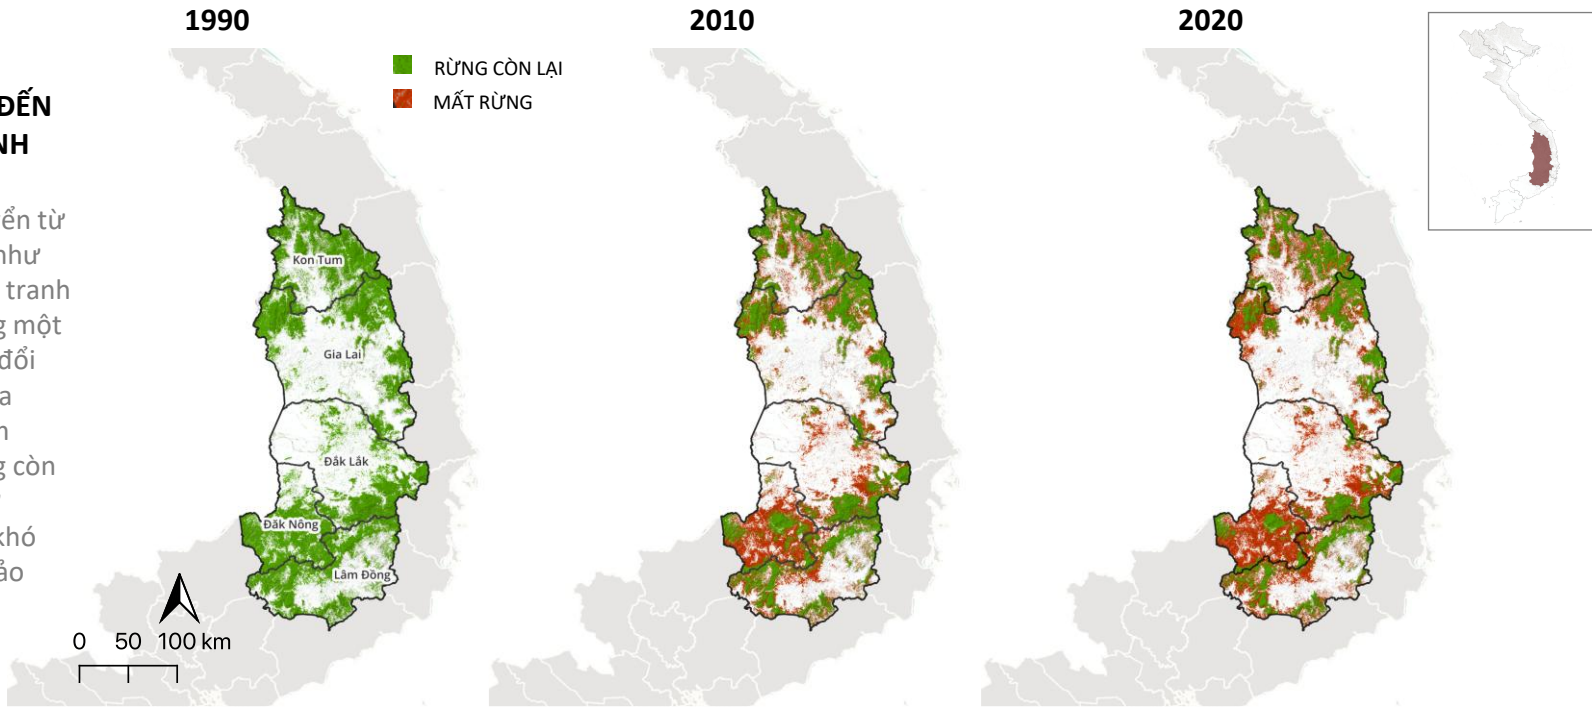 1990
2010
2020
RỪNG CÒN LẠI
MẤT RỪNG
ĐẾN
NH
ển từ
như
tranh
g một
đổi
a
n
g còn
khó
ảo
Kon Tum
Gia Lai
Đắk Lắk
Đăk Nông
Lâm Đồng
0 50 100 km